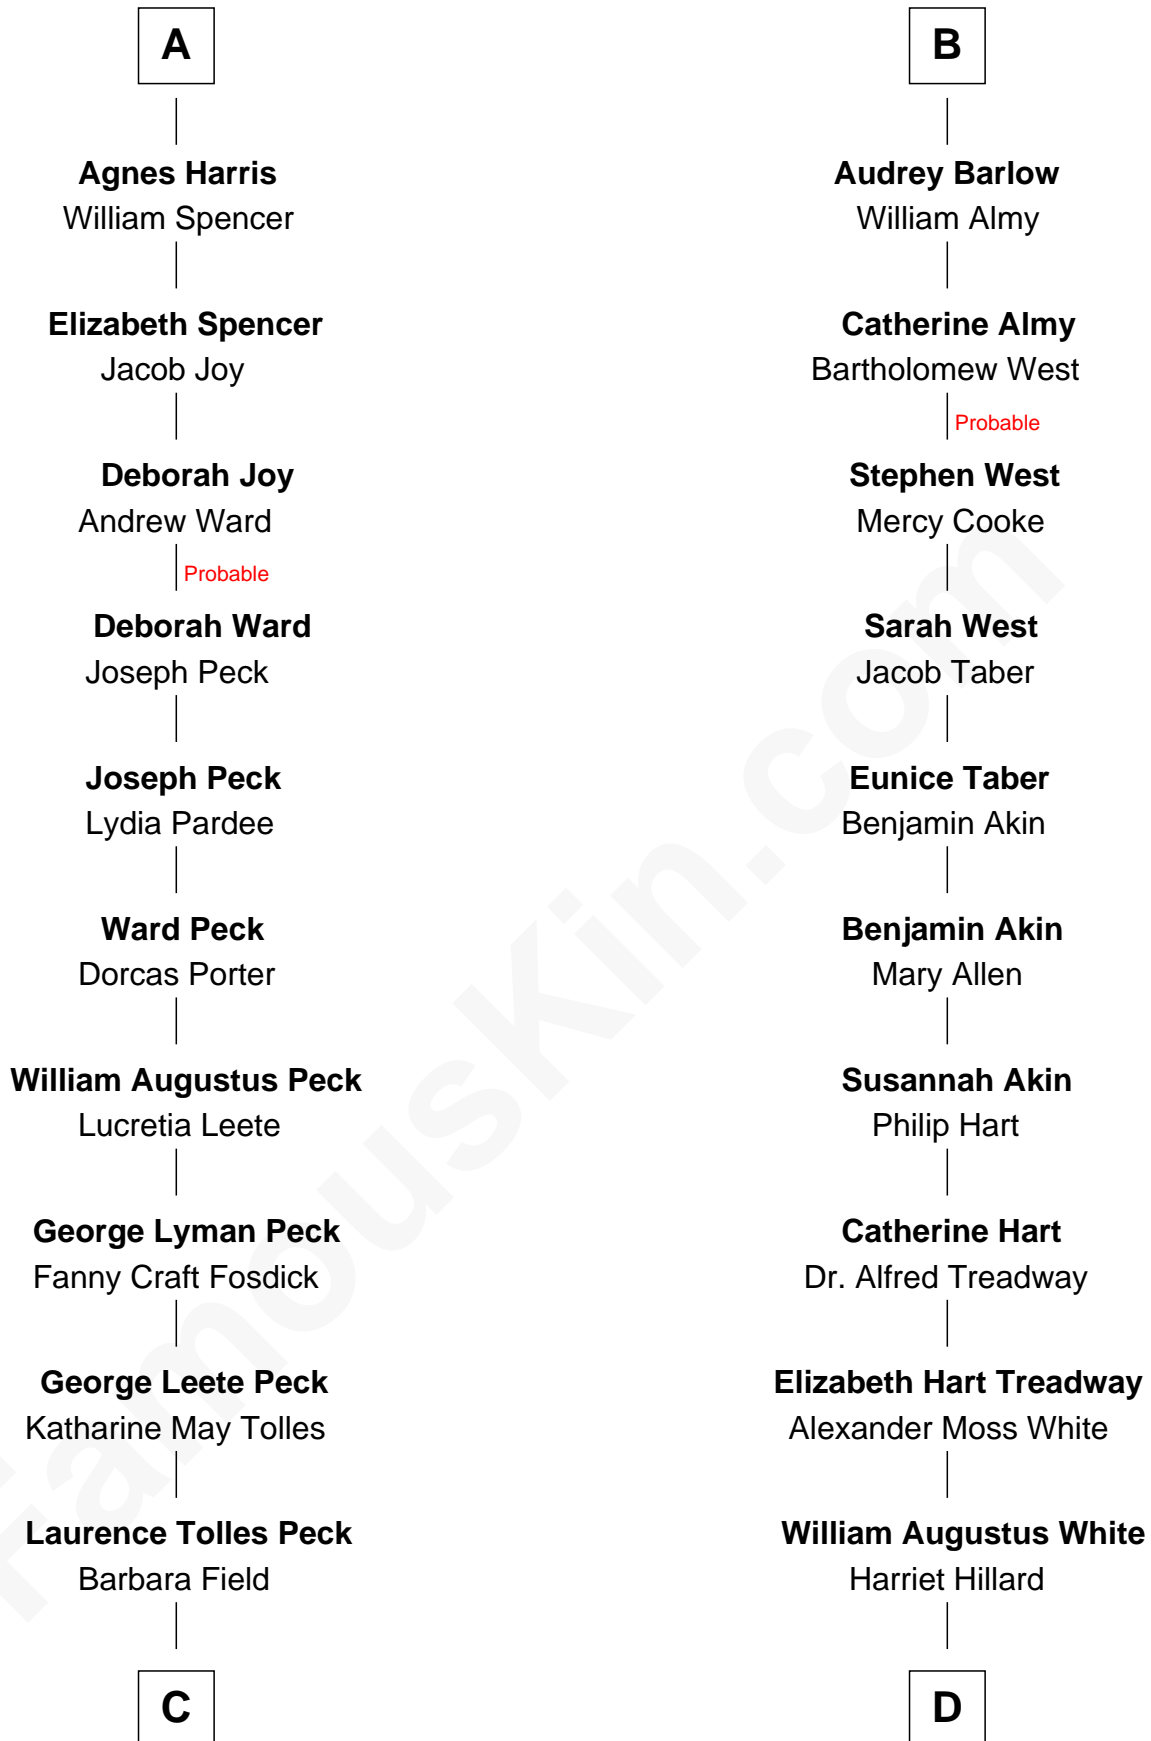 A
Agnes Harris
William Spencer
Elizabeth Spencer
Jacob Joy
Deborah Joy
Andrew Ward
Probable
Deborah Ward
Joseph Peck
Joseph Peck
Lydia Pardee
Ward Peck
Dorcas Porter
William Augustus Peck
Lucretia Leete
George Lyman Peck
Fanny Craft Fosdick
George Leete Peck
Katharine May Tolles
Laurence Tolles Peck
Barbara Field
C
B
Audrey Barlow
William Almy
Catherine Almy
Bartholomew West
Probable
Stephen West
Mercy Cooke
Sarah West
Jacob Taber
Eunice Taber
Benjamin Akin
Benjamin Akin
Mary Allen
Susannah Akin
Philip Hart
Catherine Hart
Dr. Alfred Treadway
Elizabeth Hart Treadway
Alexander Moss White
William Augustus White
Harriet Hillard
D
FamousKin.com